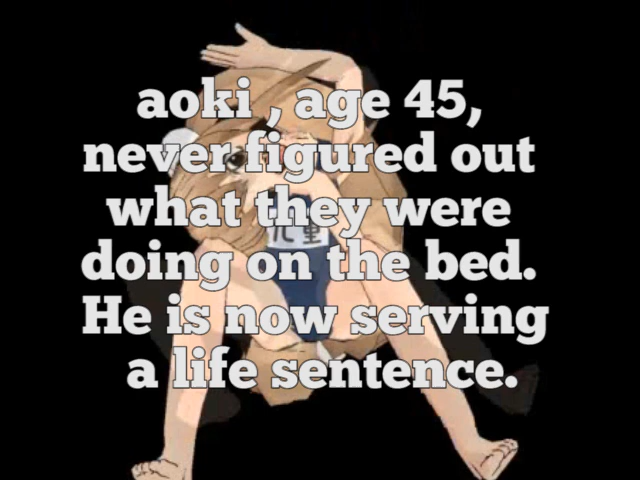 aoki , age 45,
never figured out
what they were
doing on the bed.
He is now serving
a life sentence.